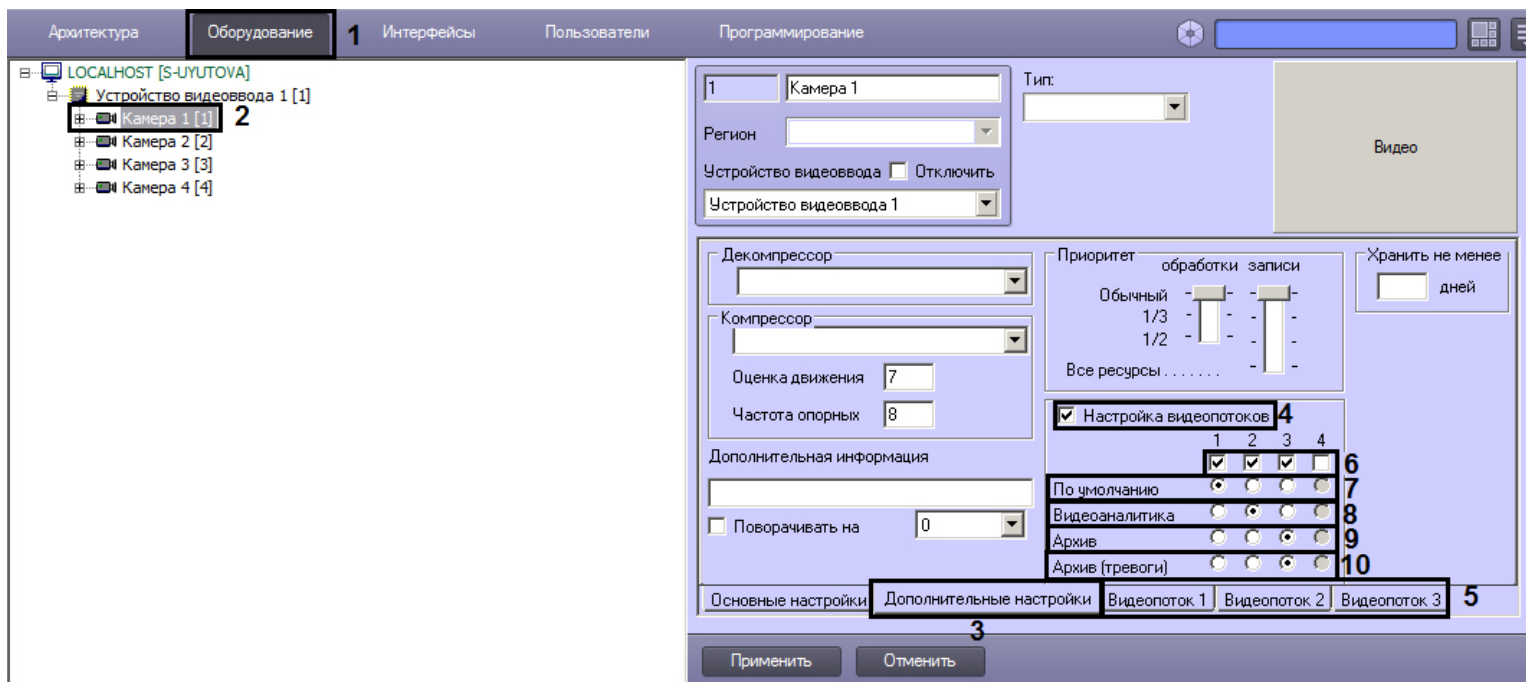 Архитектура Оборудование 1 Интерфейсы Пользователи Программирование
LOCALHOST [S-UYUTOVA]
Устройство видеоввода 1 [1]
Камера 1 [1] 2
Камера 2 [2]
Камера 3 [3]
Камера 4 [4]
1 Камера 1
Тип:
Регион
Устройство видеоввода Отключить
Устройство видеоввода 1
Видео
Декомпрессор
Компрессор
Оценка движения 7
Частота опорных 8
Дополнительная информация
Поворачивать на 0
Приоритет
обработки записи
Обычный
1/3
1/2
Все ресурсы . . . . . . .
Хранить не менее
дней
Настройка видеопотоков 4
1 2 3 4
6
По умолчанию 7
Видеоаналитика 8
Архив 9
Архив (тревоги) 10
Основные настройки Дополнительные настройки Видеопоток 1 Видеопоток 2 Видеопоток 3 5
3
Применить Отменить